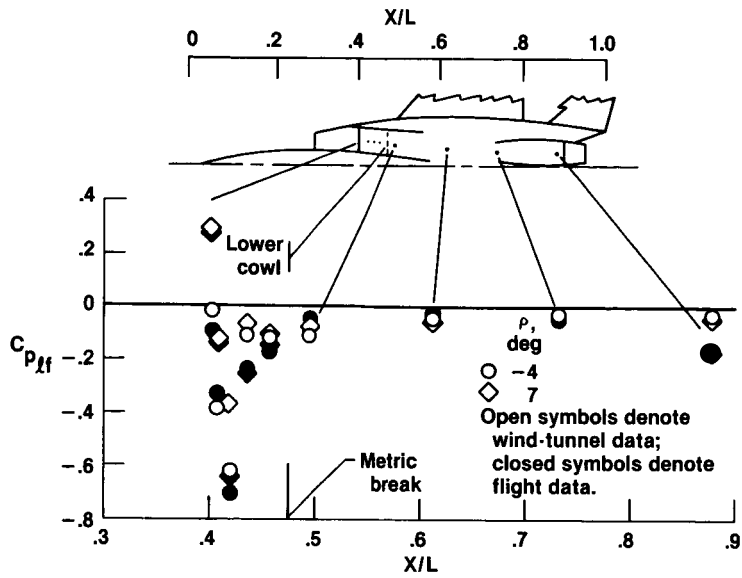 X/L
0 .2 .4 .6 .8 1.0
.4
.2
0
-.2
-.4
-.6
-.8
Cpℓf
Lower
cowl
ρ,
deg
-4
7
Open symbols denote
wind-tunnel data;
closed symbols denote
flight data.
Metric
break
.3 .4 .5 .6 .7 .8 .9
X/L